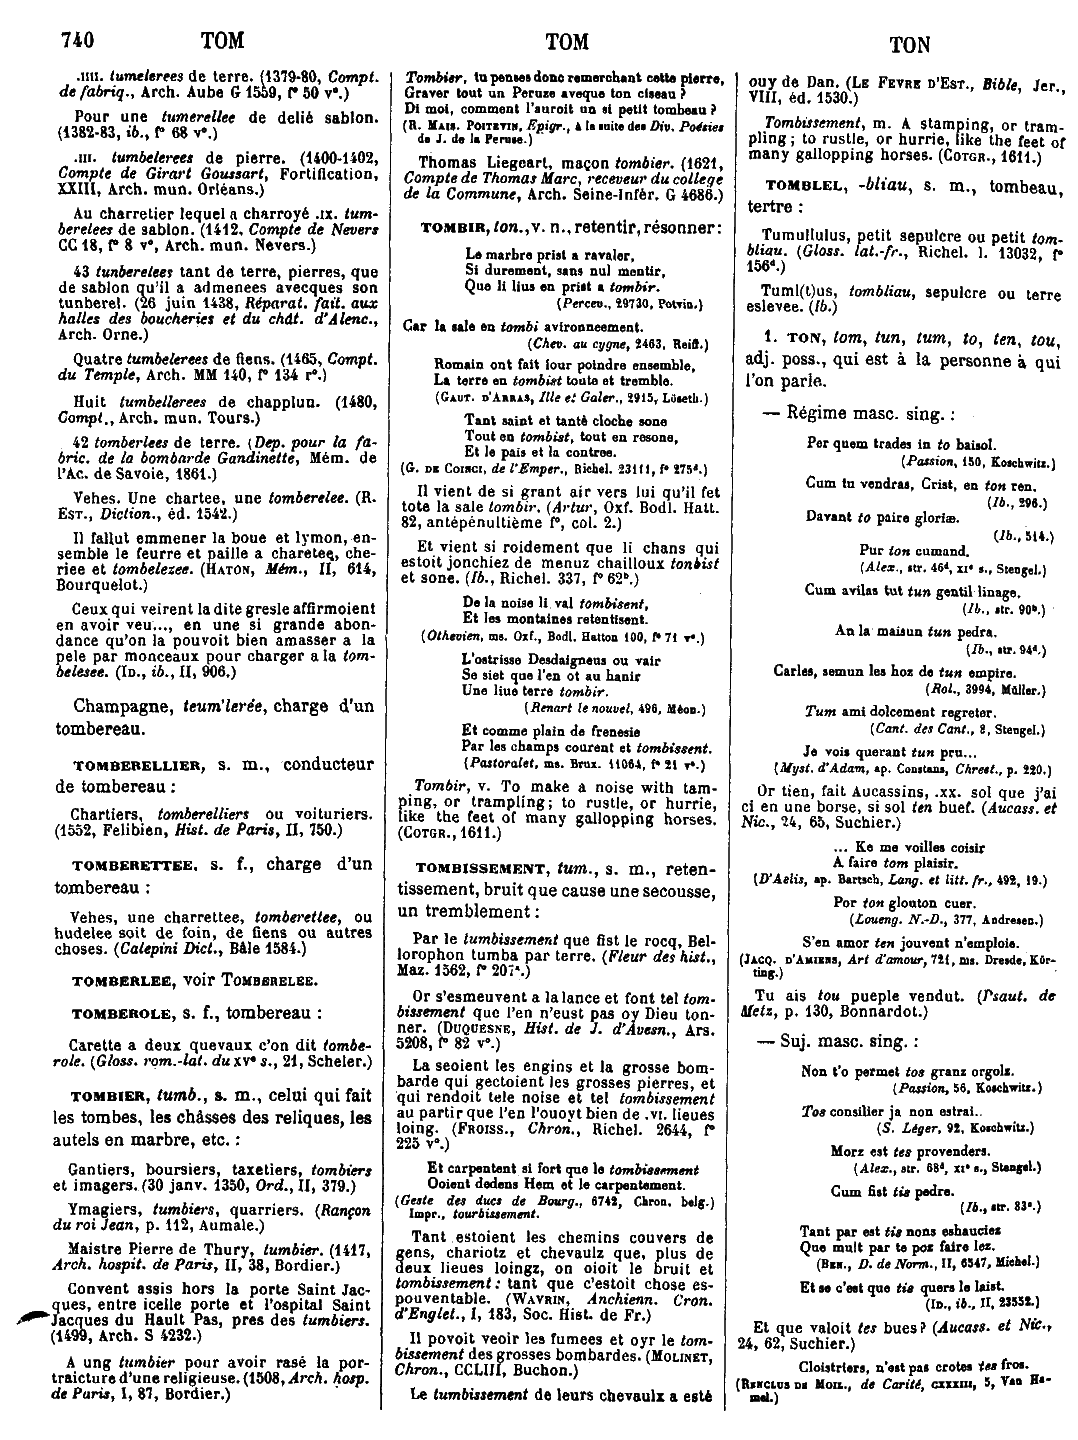 740 TOM TOM TON
.IIII. tumelerees de terre. (1379-80, Compt.
de fabriq., Arch. Aube G 1559, f° 50 v°.)
Pour une tumerellee de delié sablon.
(1382-83, ib., f° 68 v°.)
.III. tumbelerees de pierre. (1400-1402,
Compte de Girart Goussart, Fortification,
XXIII, Arch. mun. Orléans.)
Au charretier lequel a charroyé .IX. tum-
berelees de sablon. (1412, Compte de Nevers
CC 18, f° 8 v°, Arch. mun. Nevers.)
43 tunberelees tant de terre, pierres, que
de sablon qu'il a admenees avecques son
tunberel. (26 juin 1438, Réparat. fait. aux
halles des boucheries et du chât. d'Alenc.,
Arch. Orne.)
Quatre tumbelerees de fiens. (1465, Compt.
du Temple, Arch. MM 140, f° 134 r°.)
Huit tumbellerees de chapplun. (1480,
Compt., Arch. mun. Tours.)
42 tomberlees de terre. (Dep. pour la fa-
bric. de la bombarde Gandinette, Mém. de
l'Ac. de Savoie, 1861.)
Vehes. Une chartee, une tomberelee. (R.
EST., Diction., éd. 1542.)
Il fallut emmener la boue et lymon, en-
semble le feurre et paille a charetee, che-
riee et tombelezee. (HATON, Mém., II, 614,
Bourquelot.)
Ceux qui veirent la dite gresle affirmoient
en avoir veu..., en une si grande abon-
dance qu'on la pouvoit bien amasser a la
pele par monceaux pour charger a la tom-
belesee. (ID., ib., II, 906.)
Champagne, teum'lerée, charge d'un
tombereau.
TOMBERELLIER, s. m., conducteur
de tombereau :
Chartiers, tomberelliers ou voituriers.
(1552, Felibien, Hist. de Paris, II, 750.)
TOMBERETTEE, s. f., charge d'un
tombereau :
Vehes, une charrettee, tomberettee, ou
hudelee soit de foin, de fiens ou autres
choses. (Calepini Dict., Bâle 1584.)
TOMBERLEE, voir TOMBERELEE.
TOMBEROLE, s. f., tombereau :
Carette a deux quevaux c'on dit tombe-
role. (Gloss. rom.-lat. du xv° s., 21, Scheler.)
TOMBIER, tumb., s. m., celui qui fait
les tombes, les châsses des reliques, les
autels en marbre, etc. :
Gantiers, boursiers, taxetiers, tombiers
et imagers. (30 janv. 1350, Ord., II, 379.)
Ymagiers, tumbiers, quarriers. (Rançon
du roi Jean, p. 112, Aumale.)
Maistre Pierre de Thury, tumbier. (1417,
Arch. hospit. de Paris, II, 38, Bordier.)
Convent assis hors la porte Saint Jac-
ques, entre icelle porte et l'ospital Saint
Jacques du Hault Pas, pres des tumbiers.
(1499, Arch. S 4232.)
A ung tumbier pour avoir rasé la por-
traicture d'une religieuse. (1508, Arch. hosp.
de Paris, I, 87, Bordier.)
Tombier, tu penses donc remerchant cette pierre,
Graver tout un Peruze aveque ton ciseau ?
Di moi, comment l'auroit un si petit tombeau ?
(R. MAIS. POITEVIN, Epigr., à la suite des Div. Poésies
de J. de la Peruse.)
Thomas Liegeart, maçon tombier. (1621,
Compte de Thomas Marc, receveur du college
de la Commune, Arch. Seine-Infér. G 4686.)
TOMBIR, ton., v. n., retentir, résonner :
Le marbre prist a ravaler,
Si durement, sans nul mentir,
Que li lius en prist a tombir.
(Percev., 29730, Potvin.)
Car la sale en tombi avironneement.
(Chev. au cygne, 2463, Reiff.)
Romain ont fait lour poindre ensemble,
La terre en tombist toute et tremble.
(GAUT. D'ARRAS, Ille et Galer., 2915, Löseth.)
Tant saint et tante cloche sone
Tout en tombist, tout en resone,
Et le pais et la contree.
(G. DE COINCI, de l'Emper., Richel. 23111, f° 275ᵈ.)
Il vient de si grant air vers lui qu'il fet
tote la sale tombir. (Artur, Oxf. Bodl. Hatt.
82, antépénultième f°, col. 2.)
Et vient si roidement que li chans qui
estoit jonchiez de menuz chailloux tonbist
et sone. (Ib., Richel. 337, f° 62ᵇ.)
De la noise li val tombisent,
Et les montaines retentisent.
(Othevien, ms. Oxf., Bodl. Hatton 100, f° 71 v°.)
L'ostrisse Desdaigneus ou vair
Se siet que l'en ot au hanir
Une liue terre tombir.
(Renart le nouvel, 496, Méon.)
Et comme plain de frenesie
Par les champs courent et tombissent.
(Pastoralet, ms. Brux. 11064, f° 21 v°.)
Tombir, v. To make a noise with tam-
ping, or trampling; to rustle, or hurrie,
like the feet of many gallopping horses.
(COTGR., 1611.)
TOMBISSEMENT, tum., s. m., reten-
tissement, bruit que cause une secousse,
un tremblement :
Par le tumbissement que fist le rocq, Bel-
lorophon tumba par terre. (Fleur des hist.,
Maz. 1562, f° 207ᵃ.)
Or s'esmeuvent a la lance et font tel tom-
bissement que l'en n'eust pas oy Dieu ton-
ner. (DUQUESNE, Hist. de J. d'Avesn., Ars.
5208, f° 82 v°.)
La seoient les engins et la grosse bom-
barde qui gectoient les grosses pierres, et
qui rendoit tele noise et tel tombissement
au partir que l'en l'ouoyt bien de .VI. lieues
loing. (FROISS., Chron., Richel. 2644, f°
225 v°.)
Et carpentent si fort que le tombissement
Ooient dedens Hem et le carpentement.
(Geste des ducs de Bourg., 6742, Chron. belg.)
Impr., tourbissement.
Tant estoient les chemins couvers de
gens, chariotz et chevaulz que, plus de
deux lieues loingz, on oioit le bruit et
tombissement : tant que c'estoit chose es-
pouventable. (WAVRIN, Anchienn. Cron.
d'Englet., I, 183, Soc. Hist. de Fr.)
Il povoit veoir les fumees et oyr le tom-
bissement des grosses bombardes. (MOLINET,
Chron., CCLIII, Buchon.)
Le tumbissement de leurs chevaulx a esté
ouy de Dan. (LE FEVRE D'EST., Bible, Jer.,
VIII, éd. 1530.)
Tombissement, m. A stamping, or tram-
pling; to rustle, or hurrie, like the feet of
many gallopping horses. (COTGR., 1611.)
TOMBLEL, -bliau, s. m., tombeau,
tertre :
Tumullulus, petit sepulcre ou petit tom-
bliau. (Gloss. lat.-fr., Richel. l. 13032, f°
156ᵈ.)
Tuml(t)us, tombliau, sepulcre ou terre
eslevee. (Ib.)
1. TON, tom, tun, tum, to, ten, tou,
adj. poss., qui est à la personne à qui
l'on parle.
— Régime masc. sing. :
Per quem trades in to baisol.
(Passion, 150, Koschwitz.)
Cum tu vendras, Crist, en ton ren.
(Ib., 296.)
Davant to paire gloriæ.
(Ib., 514.)
Pur ton cumand.
(Alex., str. 46ᵈ, xi° s., Stengel.)
Cum avilas tut tun gentil linage.
(Ib., str. 90ᵇ.)
An la maisun tun pedra.
(Ib., str. 94ᵈ.)
Carles, semun les hoz de tun empire.
(Rol., 3994, Müller.)
Tum ami dolcement regreter.
(Cant. des Cant., 8, Stengel.)
Je vois querant tun pru...
(Myst. d'Adam, ap. Constans, Chrest., p. 220.)
Or tien, fait Aucassins, .xx. sol que j'ai
ci en une borse, si sol ten buef. (Aucass. et
Nic., 24, 65, Suchier.)
... Ke me voilles coisir
A faire tom plaisir.
(D'Aelis, ap. Bartsch, Lang. et litt. fr., 492, 19.)
Por ton glouton cuer.
(Loueng. N.-D., 377, Andresen.)
S'en amor ten jouvent n'emploie.
(JACQ. D'AMIENS, Art d'amour, 721, ms. Dresde, Kör-
ting.)
Tu ais tou pueple vendut. (Psaut. de
Metz, p. 130, Bonnardot.)
— Suj. masc. sing. :
Non t'o permet tos granz orgolz.
(Passion, 56, Koschwitz.)
Tos consilier ja non estrai..
(S. Léger, 92, Koschwitz.)
Morz est tes provenders.
(Alex., str. 68ᵈ, xi° s., Stengel.)
Cum fist tis pedre.
(Ib., str. 83ᵉ.)
Tant par est tis nons eshauciez
Que mult par te poz faire lez.
(BEN., D. de Norm., II, 6547, Michel.)
Et se c'est que tis quers le laist.
(ID., ib., II, 23552.)
Et que valoit tes bues ? (Aucass. et Nic.,
24, 62, Suchier.)
Cloistriers, n'est pas crotes tes fros.
(RENCLUS DE MOIL., de Carité, CXXXIII, 5, Van Ha-
mel.)